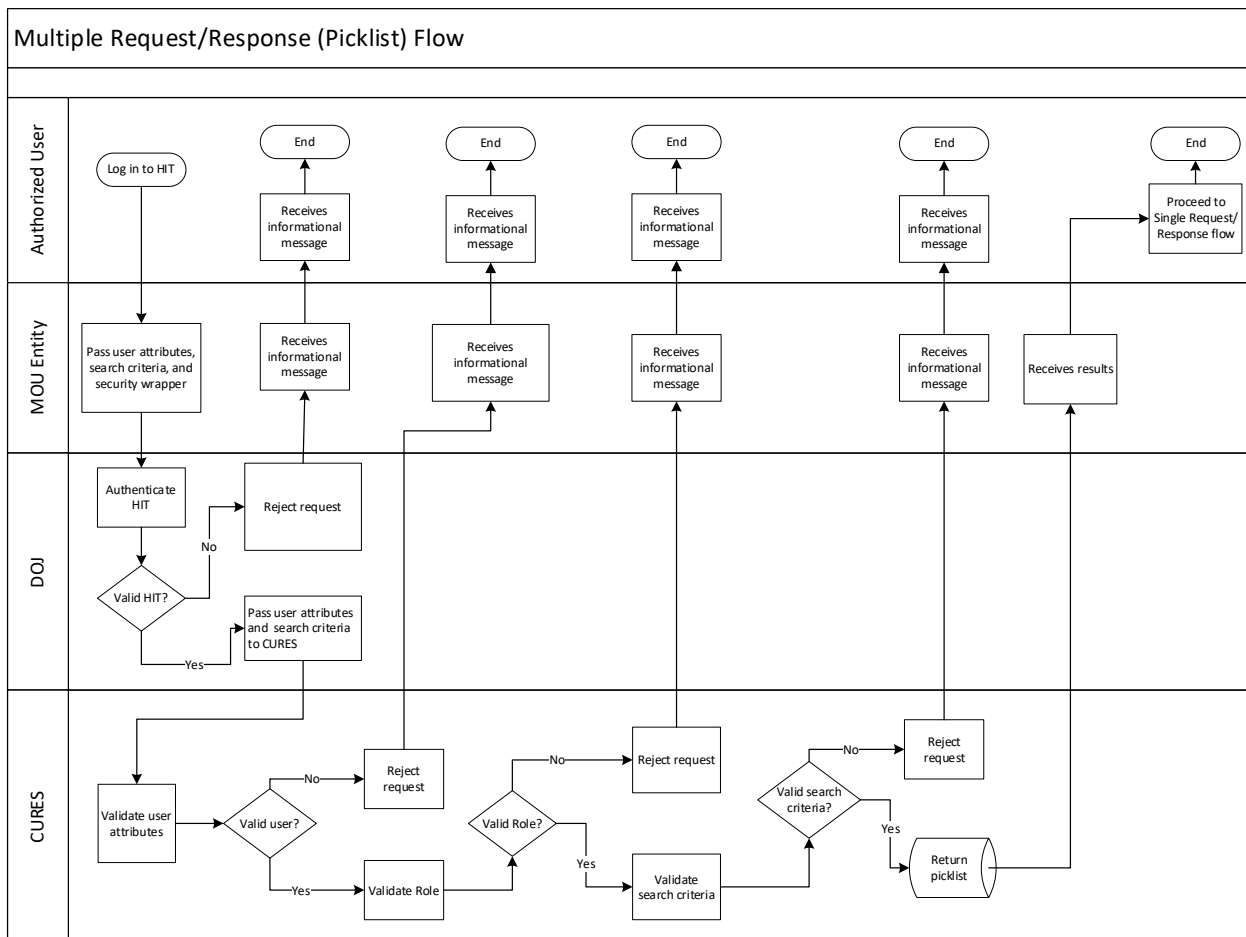 Multiple Request/Response (Picklist) Flow
Authorized User
Log in to HIT
End
End
End
End
End
Receives
informational
message
Receives
informational
message
Receives
informational
message
Receives
informational
message
Proceed to
Single Request/
Response flow
MOU Entity
Pass user attributes,
search criteria, and
security wrapper
Receives
informational
message
Receives
informational
message
Receives
informational
message
Receives
informational
message
Receives results
DOJ
Authenticate
HIT
Reject request
No
Valid HIT?
Pass user attributes
and search criteria
to CURES
Yes
CURES
Validate user
attributes
Valid user?
No
Reject
request
Yes
Validate Role
Valid Role?
No
Reject request
Yes
Validate
search criteria
Valid search
criteria?
No
Reject
request
Yes
Return
picklist